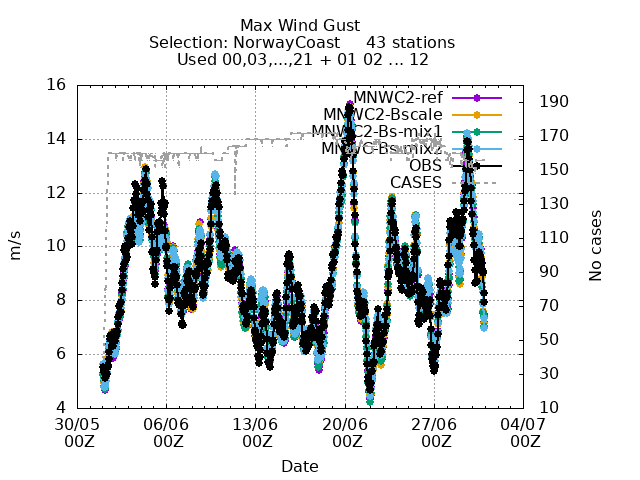 Max Wind Gust
Selection: NorwayCoast 43 stations
Used 00,03,...,21 + 01 02 ... 12
16
14
12
10
8
6
4
m/s
190
170
150
130
110
90
70
50
30
10
No cases
MNWC2-ref
MNWC2-Bscale
MNWC2-Bs-mix1
MNWC2-Bs-mix2
OBS
CASES
30/05 06/06 13/06 20/06 27/06 04/07
00Z 00Z 00Z 00Z 00Z 00Z
Date